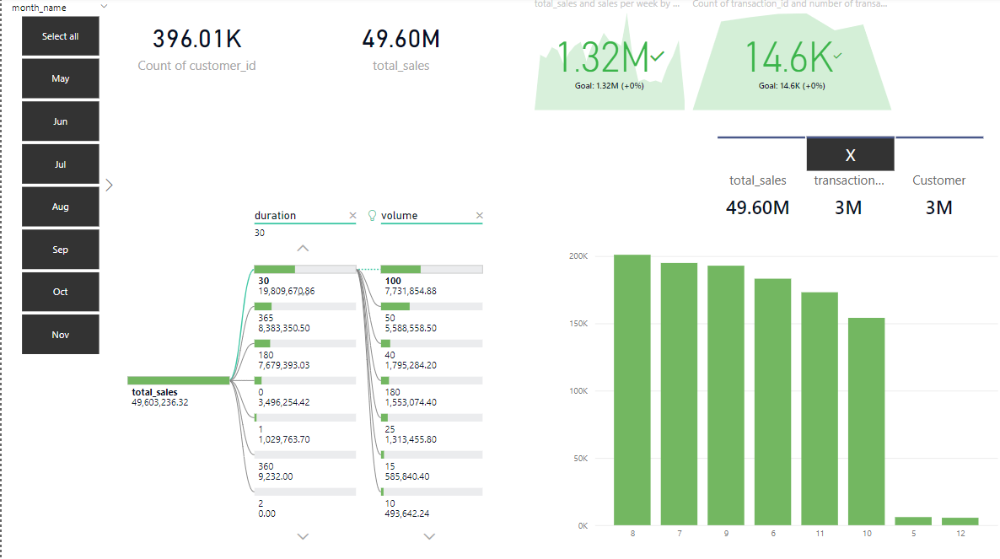 month_name
Select all
May
Jun
Jul
Aug
Sep
Oct
Nov
396.01K
Count of customer_id
49.60M
total_sales
total_sales and sales per week by ...
1.32M
Goal: 1.32M (+0%)
Count of transaction_id and number of transa...
14.6K
Goal: 14.6K (+0%)
X
total_sales
49.60M
transaction...
3M
Customer
3M
duration
30
volume
total_sales
49,603,236.32
30
19,809,670.86
365
8,383,350.50
180
7,679,393.03
0
3,496,254.42
1
1,029,763.70
360
9,232.00
2
0.00
100
7,731,854.88
50
5,588,558.50
40
1,795,284.20
180
1,553,074.40
25
1,313,455.80
15
585,840.40
10
493,642.24
200K
150K
100K
50K
0K
8 7 9 6 11 10 5 12